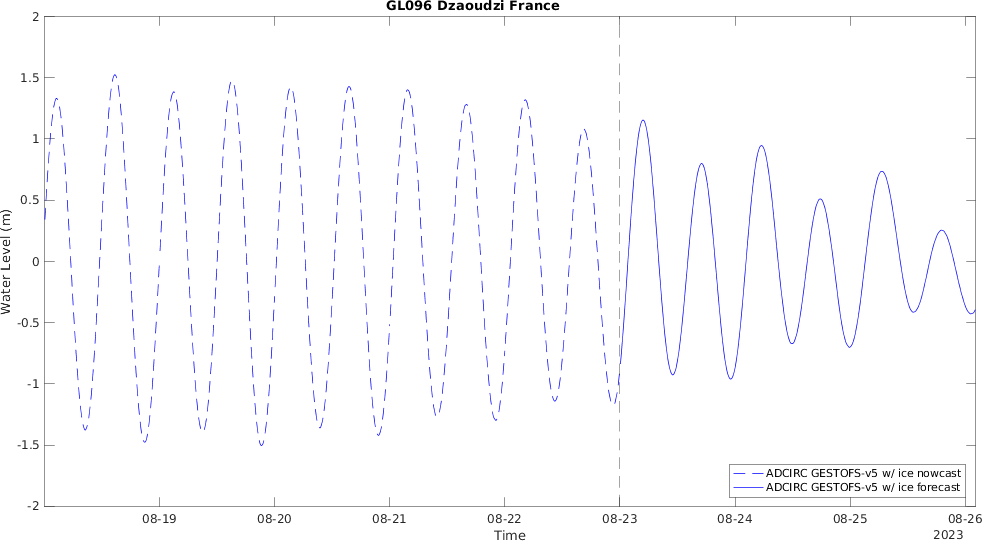 GL096 Dzaoudzi France
2
1.5
1
0.5
0
-0.5
-1
-1.5
-2
Water Level (m)
ADCIRC GESTOFS-v5 w/ ice nowcast
ADCIRC GESTOFS-v5 w/ ice forecast
08-19 08-20 08-21 08-22 08-23 08-24 08-25 08-26
Time
2023